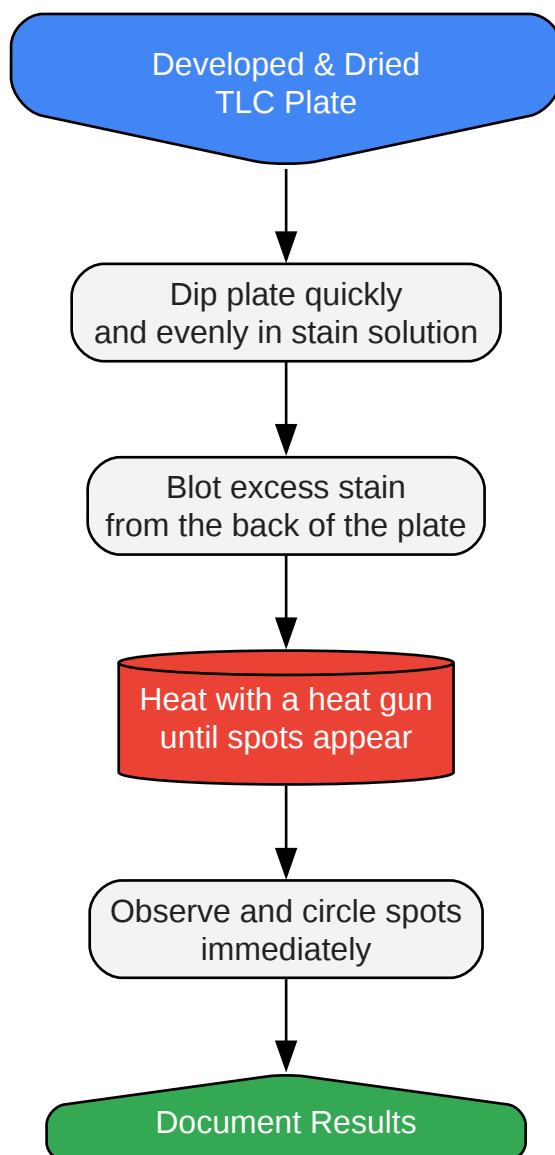 Developed & Dried
TLC Plate
Dip plate quickly
and evenly in stain solution
Blot excess stain
from the back of the plate
Heat with a heat gun
until spots appear
Observe and circle spots
immediately
Document Results